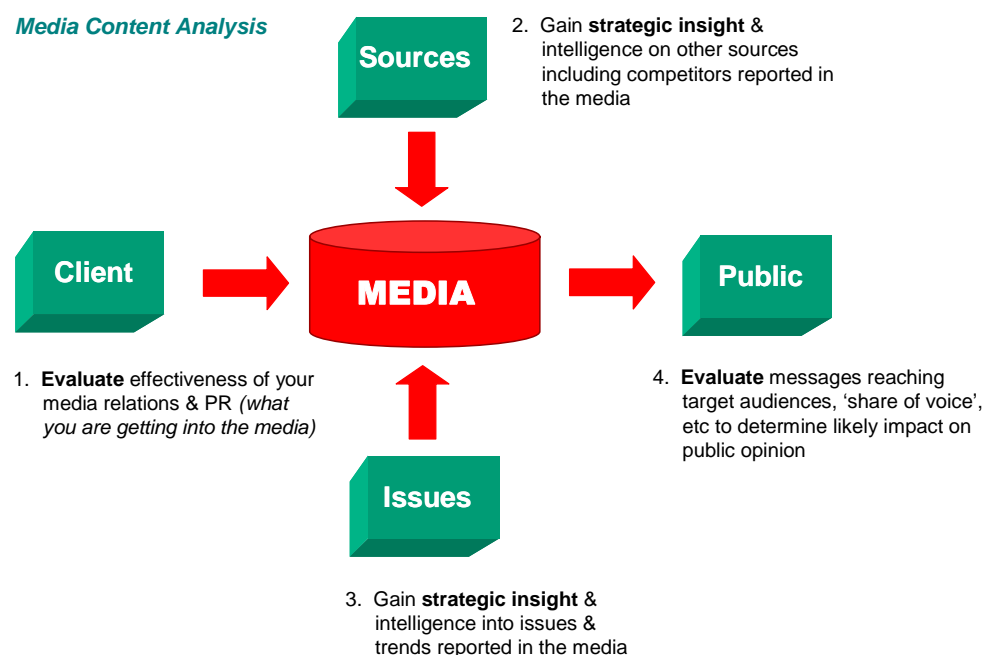 Media Content Analysis
Sources
2. Gain strategic insight &
intelligence on other sources
including competitors reported in
the media
Client
MEDIA
Public
1. Evaluate effectiveness of your
media relations & PR (what
you are getting into the media)
4. Evaluate messages reaching
target audiences, ‘share of voice’,
etc to determine likely impact on
public opinion
Issues
3. Gain strategic insight &
intelligence into issues &
trends reported in the media